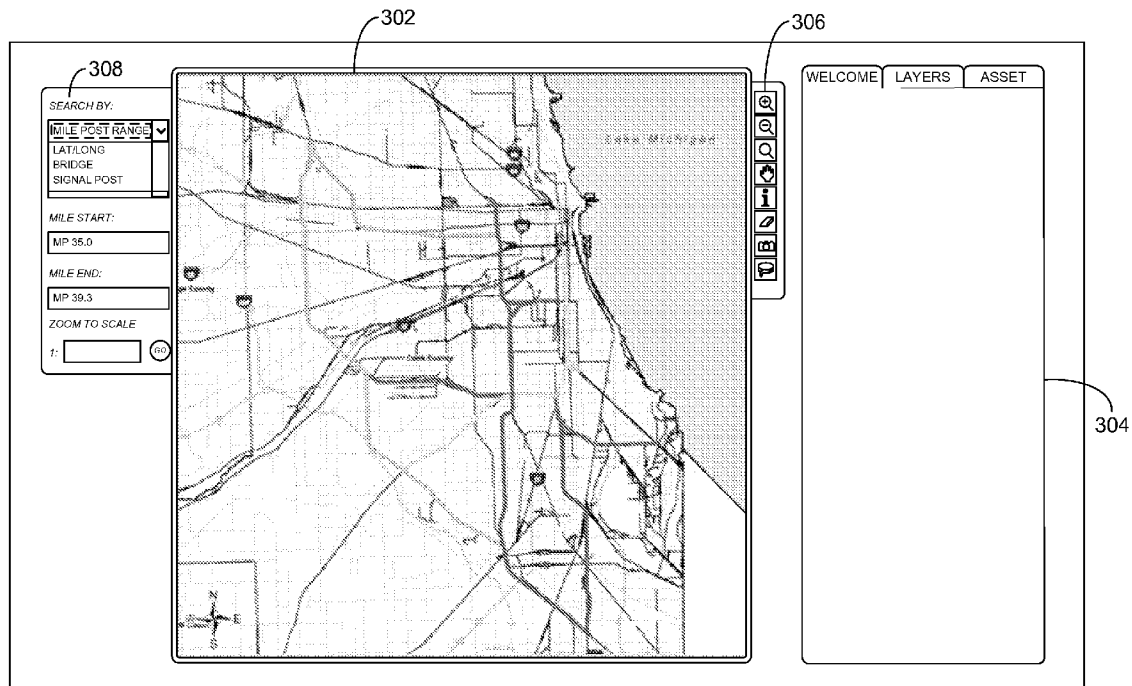 302
306
308
SEARCH BY:
MILE POST RANGE
LAT/LONG
BRIDGE
SIGNAL POST
MILE START:
MP 35.0
MILE END:
MP 39.3
ZOOM TO SCALE
1:
GO
Lake Michigan
N
E
S
WELCOME
LAYERS
ASSET
304